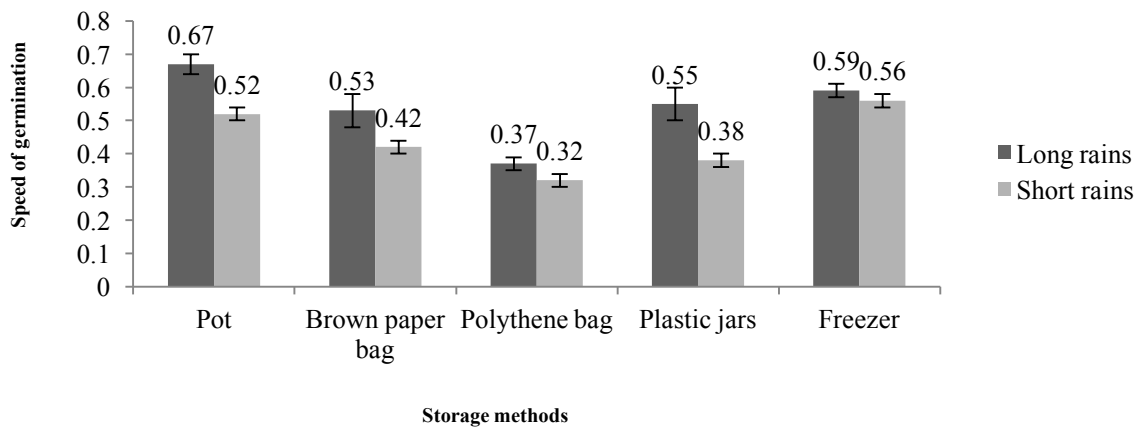 0.8
0.7
0.6
0.5
0.4
0.3
0.2
0.1
0
Speed of germination
0.67
0.52
0.53
0.42
0.37
0.32
0.55
0.38
0.59
0.56
Pot
Brown paper
bag
Polythene bag
Plastic jars
Freezer
Storage methods
Long rains
Short rains